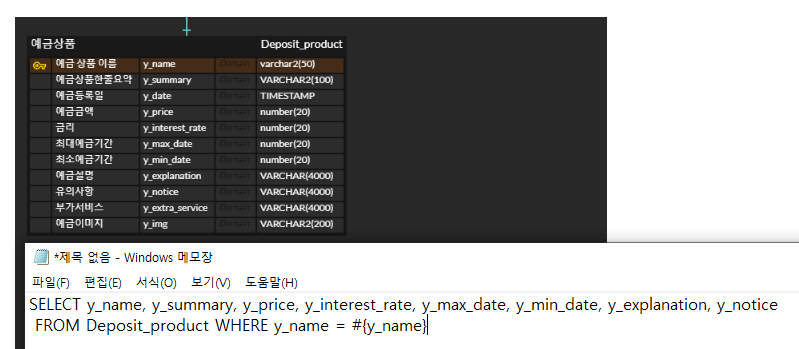 예금상품 Deposit_product
예금 상품 이름 y_name Domain varchar2(50)
예금상품한줄요약 y_summary Domain VARCHAR2(100)
예금등록일 y_date Domain TIMESTAMP
예금금액 y_price Domain number(20)
금리 y_interest_rate Domain number(20)
최대예금기간 y_max_date Domain number(20)
최소예금기간 y_min_date Domain number(20)
예금설명 y_explanation Domain VARCHAR(4000)
유의사항 y_notice Domain VARCHAR(4000)
부가서비스 y_extra_service Domain VARCHAR(4000)
예금이미지 y_img Domain VARCHAR2(200)
*제목 없음 - Windows 메모장
파일(F) 편집(E) 서식(O) 보기(V) 도움말(H)
SELECT y_name, y_summary, y_price, y_interest_rate, y_max_date, y_min_date, y_explanation, y_notice
FROM Deposit_product WHERE y_name = #{y_name}